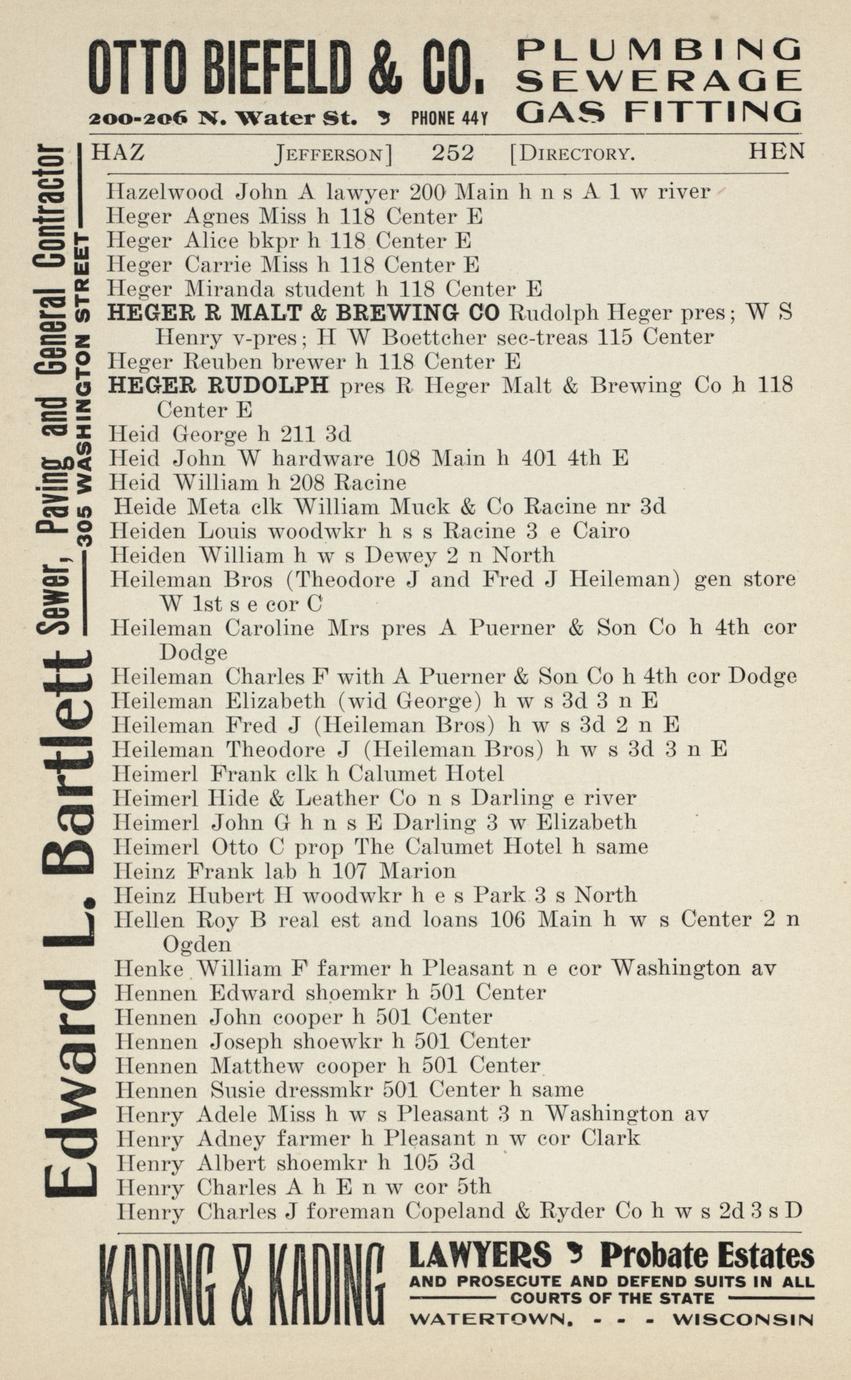 OTTO BIEFELD & CO.
PLUMBING
SEWERAGE
GAS FITTING
200-206 N. Water St. PHONE 44Y
HAZ JEFFERSON] 252 [DIRECTORY. HEN
Edward L. Bartlett Sewer, Paving and General Contractor
305 WASHINGTON STREET
Hazelwood John A lawyer 200 Main h n s A 1 w river
Heger Agnes Miss h 118 Center E
Heger Alice bkpr h 118 Center E
Heger Carrie Miss h 118 Center E
Heger Miranda student h 118 Center E
HEGER R MALT & BREWING CO Rudolph Heger pres; W S
Henry v-pres; H W Boettcher sec-treas 115 Center
Heger Reuben brewer h 118 Center E
HEGER RUDOLPH pres R Heger Malt & Brewing Co h 118
Center E
Heid George h 211 3d
Heid John W hardware 108 Main h 401 4th E
Heid William h 208 Racine
Heide Meta clk William Muck & Co Racine nr 3d
Heiden Louis woodwkr h s s Racine 3 e Cairo
Heiden William h w s Dewey 2 n North
Heileman Bros (Theodore J and Fred J Heileman) gen store
W 1st s e cor C
Heileman Caroline Mrs pres A Puerner & Son Co h 4th cor
Dodge
Heileman Charles F with A Puerner & Son Co h 4th cor Dodge
Heileman Elizabeth (wid George) h w s 3d 3 n E
Heileman Fred J (Heileman Bros) h w s 3d 2 n E
Heileman Theodore J (Heileman Bros) h w s 3d 3 n E
Heimerl Frank clk h Calumet Hotel
Heimerl Hide & Leather Co n s Darling e river
Heimerl John G h n s E Darling 3 w Elizabeth
Heimerl Otto C prop The Calumet Hotel h same
Heinz Frank lab h 107 Marion
Heinz Hubert H woodwkr h e s Park 3 s North
Hellen Roy B real est and loans 106 Main h w s Center 2 n
Ogden
Henke William F farmer h Pleasant n e cor Washington av
Hennen Edward shoemkr h 501 Center
Hennen John cooper h 501 Center
Hennen Joseph shoewkr h 501 Center
Hennen Matthew cooper h 501 Center
Hennen Susie dressmkr 501 Center h same
Henry Adele Miss h w s Pleasant 3 n Washington av
Henry Adney farmer h Pleasant n w cor Clark
Henry Albert shoemkr h 105 3d
Henry Charles A h E n w cor 5th
Henry Charles J foreman Copeland & Ryder Co h w s 2d 3 s D
KADING & KADING
LAWYERS Probate Estates
AND PROSECUTE AND DEFEND SUITS IN ALL
COURTS OF THE STATE
WATERTOWN, - - - WISCONSIN